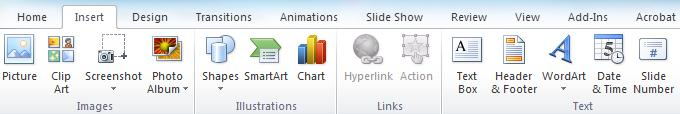 Home Insert Design Transitions Animations Slide Show Review View Add-Ins Acrobat
Picture Clip Screenshot Photo Shapes SmartArt Chart Hyperlink Action Text Header WordArt Date Slide
Art Album Box & Footer & Time Number
Images Illustrations Links Text